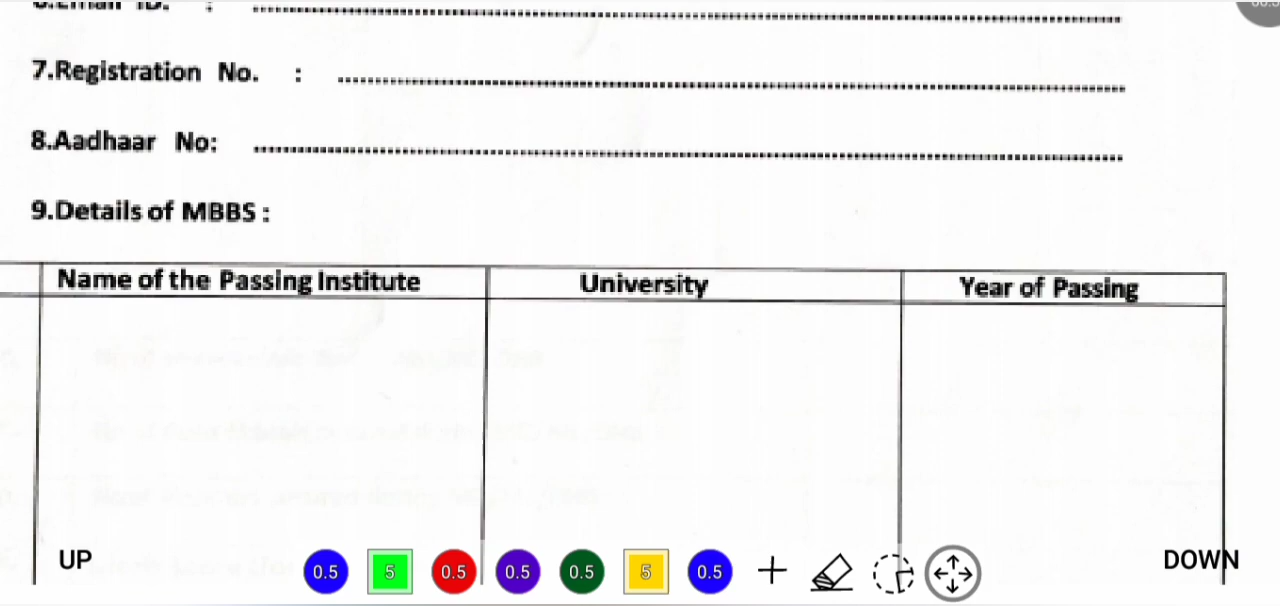 7.Registration No. :
8.Aadhaar No:
9.Details of MBBS :
Name of the Passing Institute University Year of Passing
UP 0.5 5 0.5 0.5 0.5 5 0.5 DOWN